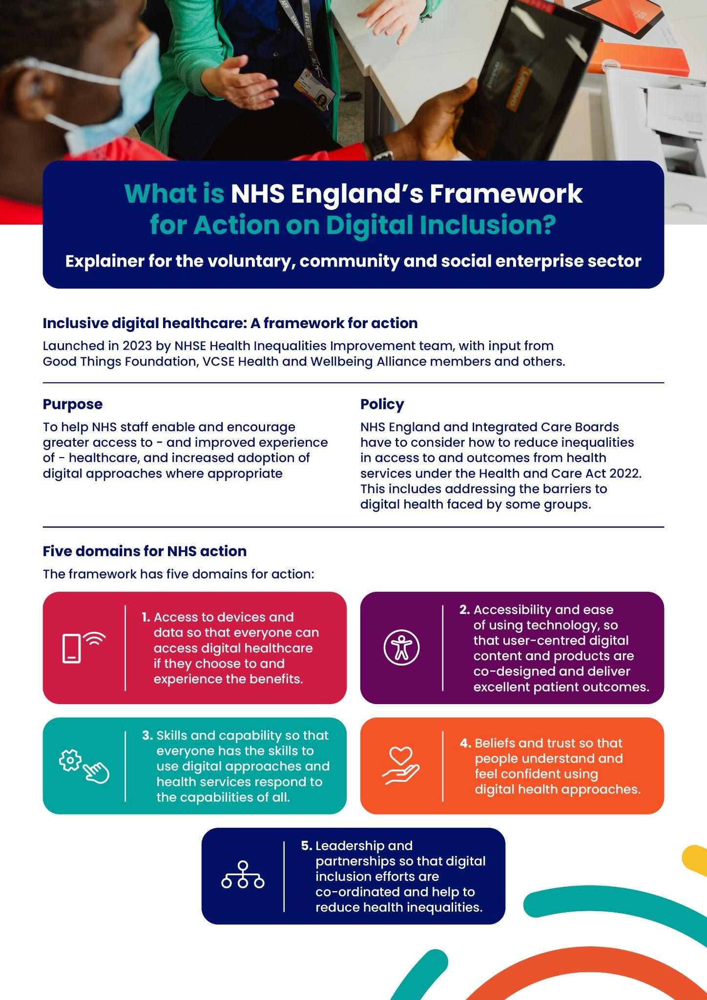 STAFF
STAFF
STAFF
Lenovo
What is NHS England's Framework
for Action on Digital Inclusion?
Explainer for the voluntary, community and social enterprise sector
Inclusive digital healthcare: A framework for action
Launched in 2023 by NHSE Health Inequalities Improvement team, with input from
Good Things Foundation, VCSE Health and Wellbeing Alliance members and others.
Purpose
To help NHS staff enable and encourage
greater access to - and improved experience
of - healthcare, and increased adoption of
digital approaches where appropriate
Policy
NHS England and Integrated Care Boards
have to consider how to reduce inequalities
in access to and outcomes from health
services under the Health and Care Act 2022.
This includes addressing the barriers to
digital health faced by some groups.
Five domains for NHS action
The framework has five domains for action:
1. Access to devices and
data so that everyone can
access digital healthcare
if they choose to and
experience the benefits.
2. Accessibility and ease
of using technology, so
that user-centred digital
content and products are
co-designed and deliver
excellent patient outcomes.
3. Skills and capability so that
everyone has the skills to
use digital approaches and
health services respond to
the capabilities of all.
4. Beliefs and trust so that
people understand and
feel confident using
digital health approaches.
5. Leadership and
partnerships so that digital
inclusion efforts are
co-ordinated and help to
reduce health inequalities.